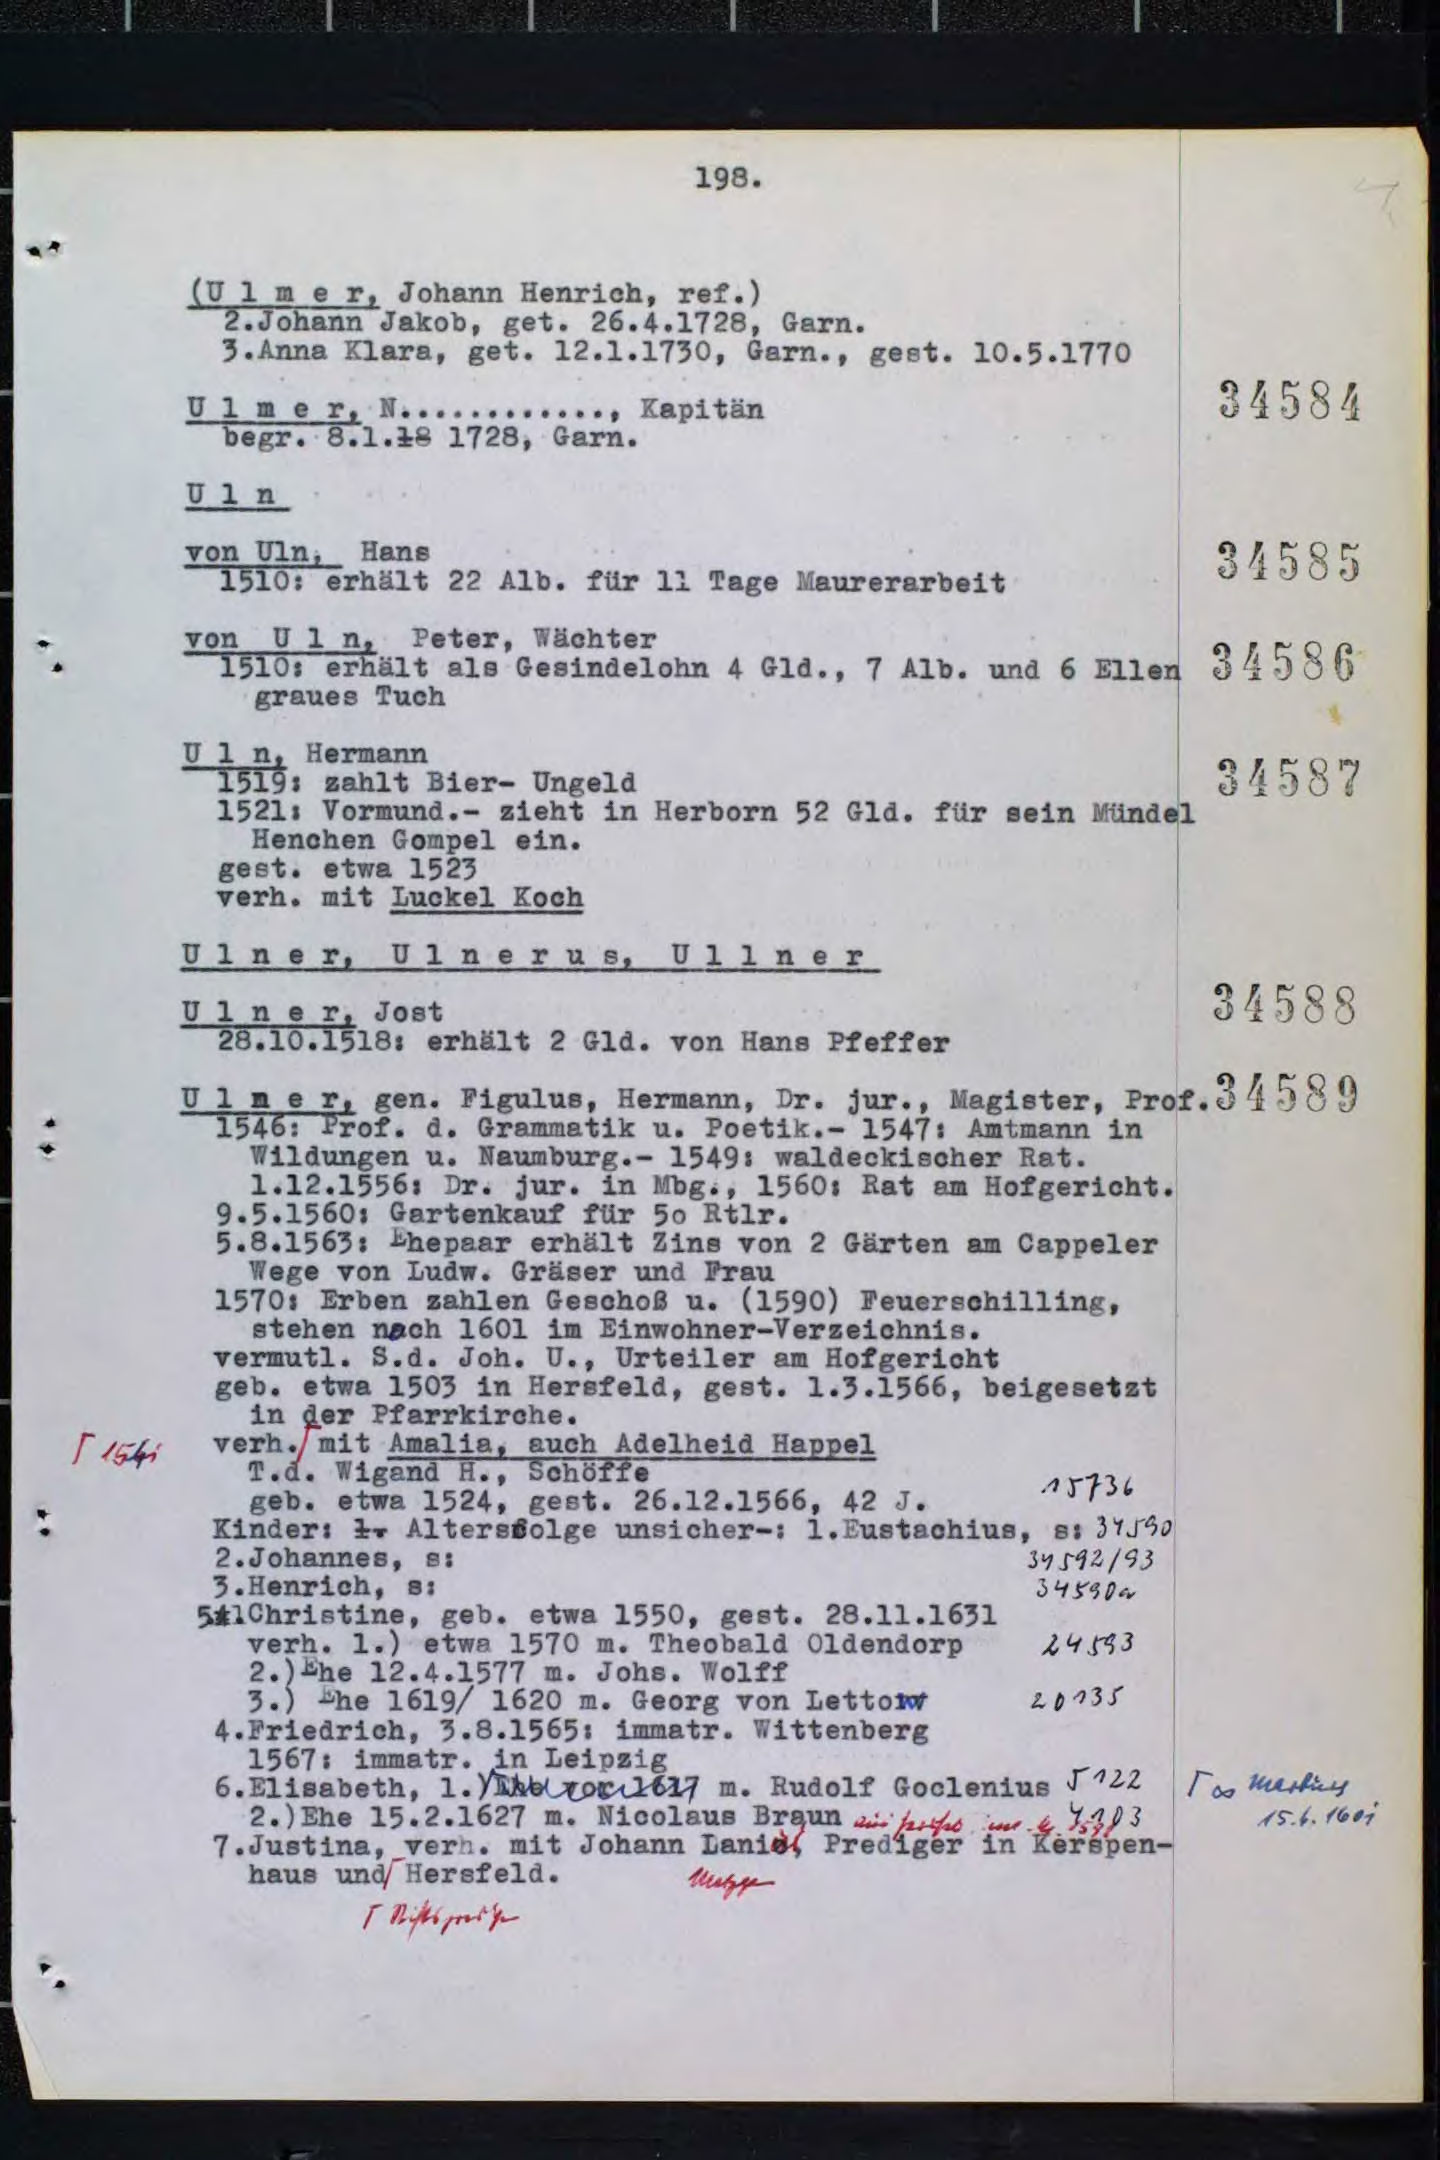 198.
(U l m e r, Johann Henrich, ref.)
2.Johann Jakob, get. 26.4.1728, Garn.
3.Anna Klara, get. 12.1.1730, Garn., gest. 10.5.1770
U l m e r, N............., Kapitän 34584
begr. 8.1.18 1728, Garn.
U l n
von Uln, Hans 34585
1510: erhält 22 Alb. für 11 Tage Maurerarbeit
von U l n, Peter, Wächter
1510: erhält als Gesindelohn 4 Gld., 7 Alb. und 6 Ellen 34586
graues Tuch
U l n, Hermann
1519: zahlt Bier- Ungeld 34587
1521: Vormund.- zieht in Herborn 52 Gld. für sein Mündel
Henchen Gompel ein.
gest. etwa 1523
verh. mit Luckel Koch
U l n e r, U l n e r u s, U l l n e r
U l n e r, Jost 34588
28.10.1518: erhält 2 Gld. von Hans Pfeffer
U l n e r, gen. Figulus, Hermann, Dr. jur., Magister, Prof. 34589
1546: Prof. d. Grammatik u. Poetik.- 1547: Amtmann in
Wildungen u. Naumburg.- 1549: waldeckischer Rat.
1.12.1556: Dr. jur. in Mbg., 1560: Rat am Hofgericht.
9.5.1560: Gartenkauf für 5o Rtlr.
5.8.1563: Ehepaar erhält Zins von 2 Gärten am Cappeler
Wege von Ludw. Gräser und Frau
1570: Erben zahlen Geschoß u. (1590) Feuerschilling,
stehen nach 1601 im Einwohner-Verzeichnis.
vermutl. S.d. Joh. U., Urteiler am Hofgericht
geb. etwa 1503 in Hersfeld, gest. 1.3.1566, beigesetzt
in der Pfarrkirche.
verh. mit Amalia, auch Adelheid Happel
T.d. Wigand H., Schöffe
geb. etwa 1524, gest. 26.12.1566, 42 J. 15736
Kinder: 1. Altersfolge unsicher-: 1.Eustachius, s: 34590
2.Johannes, s: 34592/93
3.Henrich, s: 34590a
5.Christine, geb. etwa 1550, gest. 28.11.1631
verh. 1.) etwa 1570 m. Theobald Oldendorp 24593
2.)Ehe 12.4.1577 m. Johs. Wolff
3.) Ehe 1619/ 1620 m. Georg von Lettow 20135
4.Friedrich, 3.8.1565: immatr. Wittenberg
1567: immatr. in Leipzig
6.Elisabeth, 1.)Ehe vor 1617 m. Rudolf Goclenius 5122
∞ Marburg
2.)Ehe 15.2.1627 m. Nicolaus Braun
15.6.1601
7.Justina, verh. mit Johann Lani, Prediger in Kerspen-
haus und Hersfeld.
Metzger
Stiftsprediger